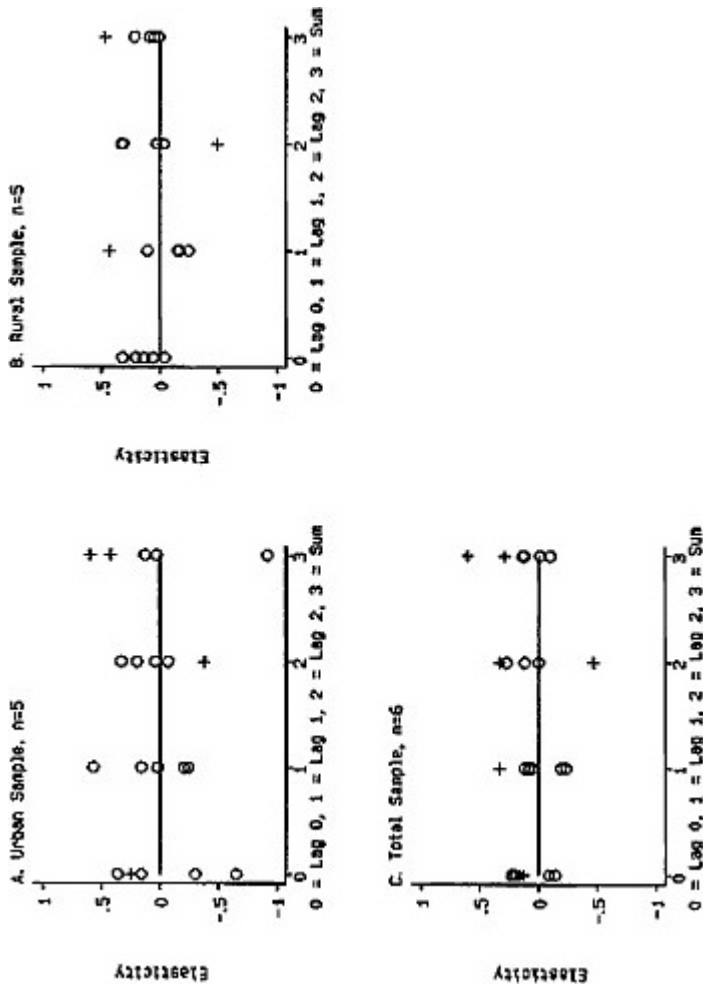 A. Urban Sample, n=5
Elasticity
1
.5
0
-.5
-1
0 1 2 3
0 = Lag 0, 1 = Lag 1, 2 = Lag 2, 3 = Sum
B. Rural Sample, n=5
Elasticity
1
.5
0
-.5
-1
0 1 2 3
0 = Lag 0, 1 = Lag 1, 2 = Lag 2, 3 = Sum
C. Total Sample, n=6
Elasticity
1
.5
0
-.5
-1
0 1 2 3
0 = Lag 0, 1 = Lag 1, 2 = Lag 2, 3 = Sum